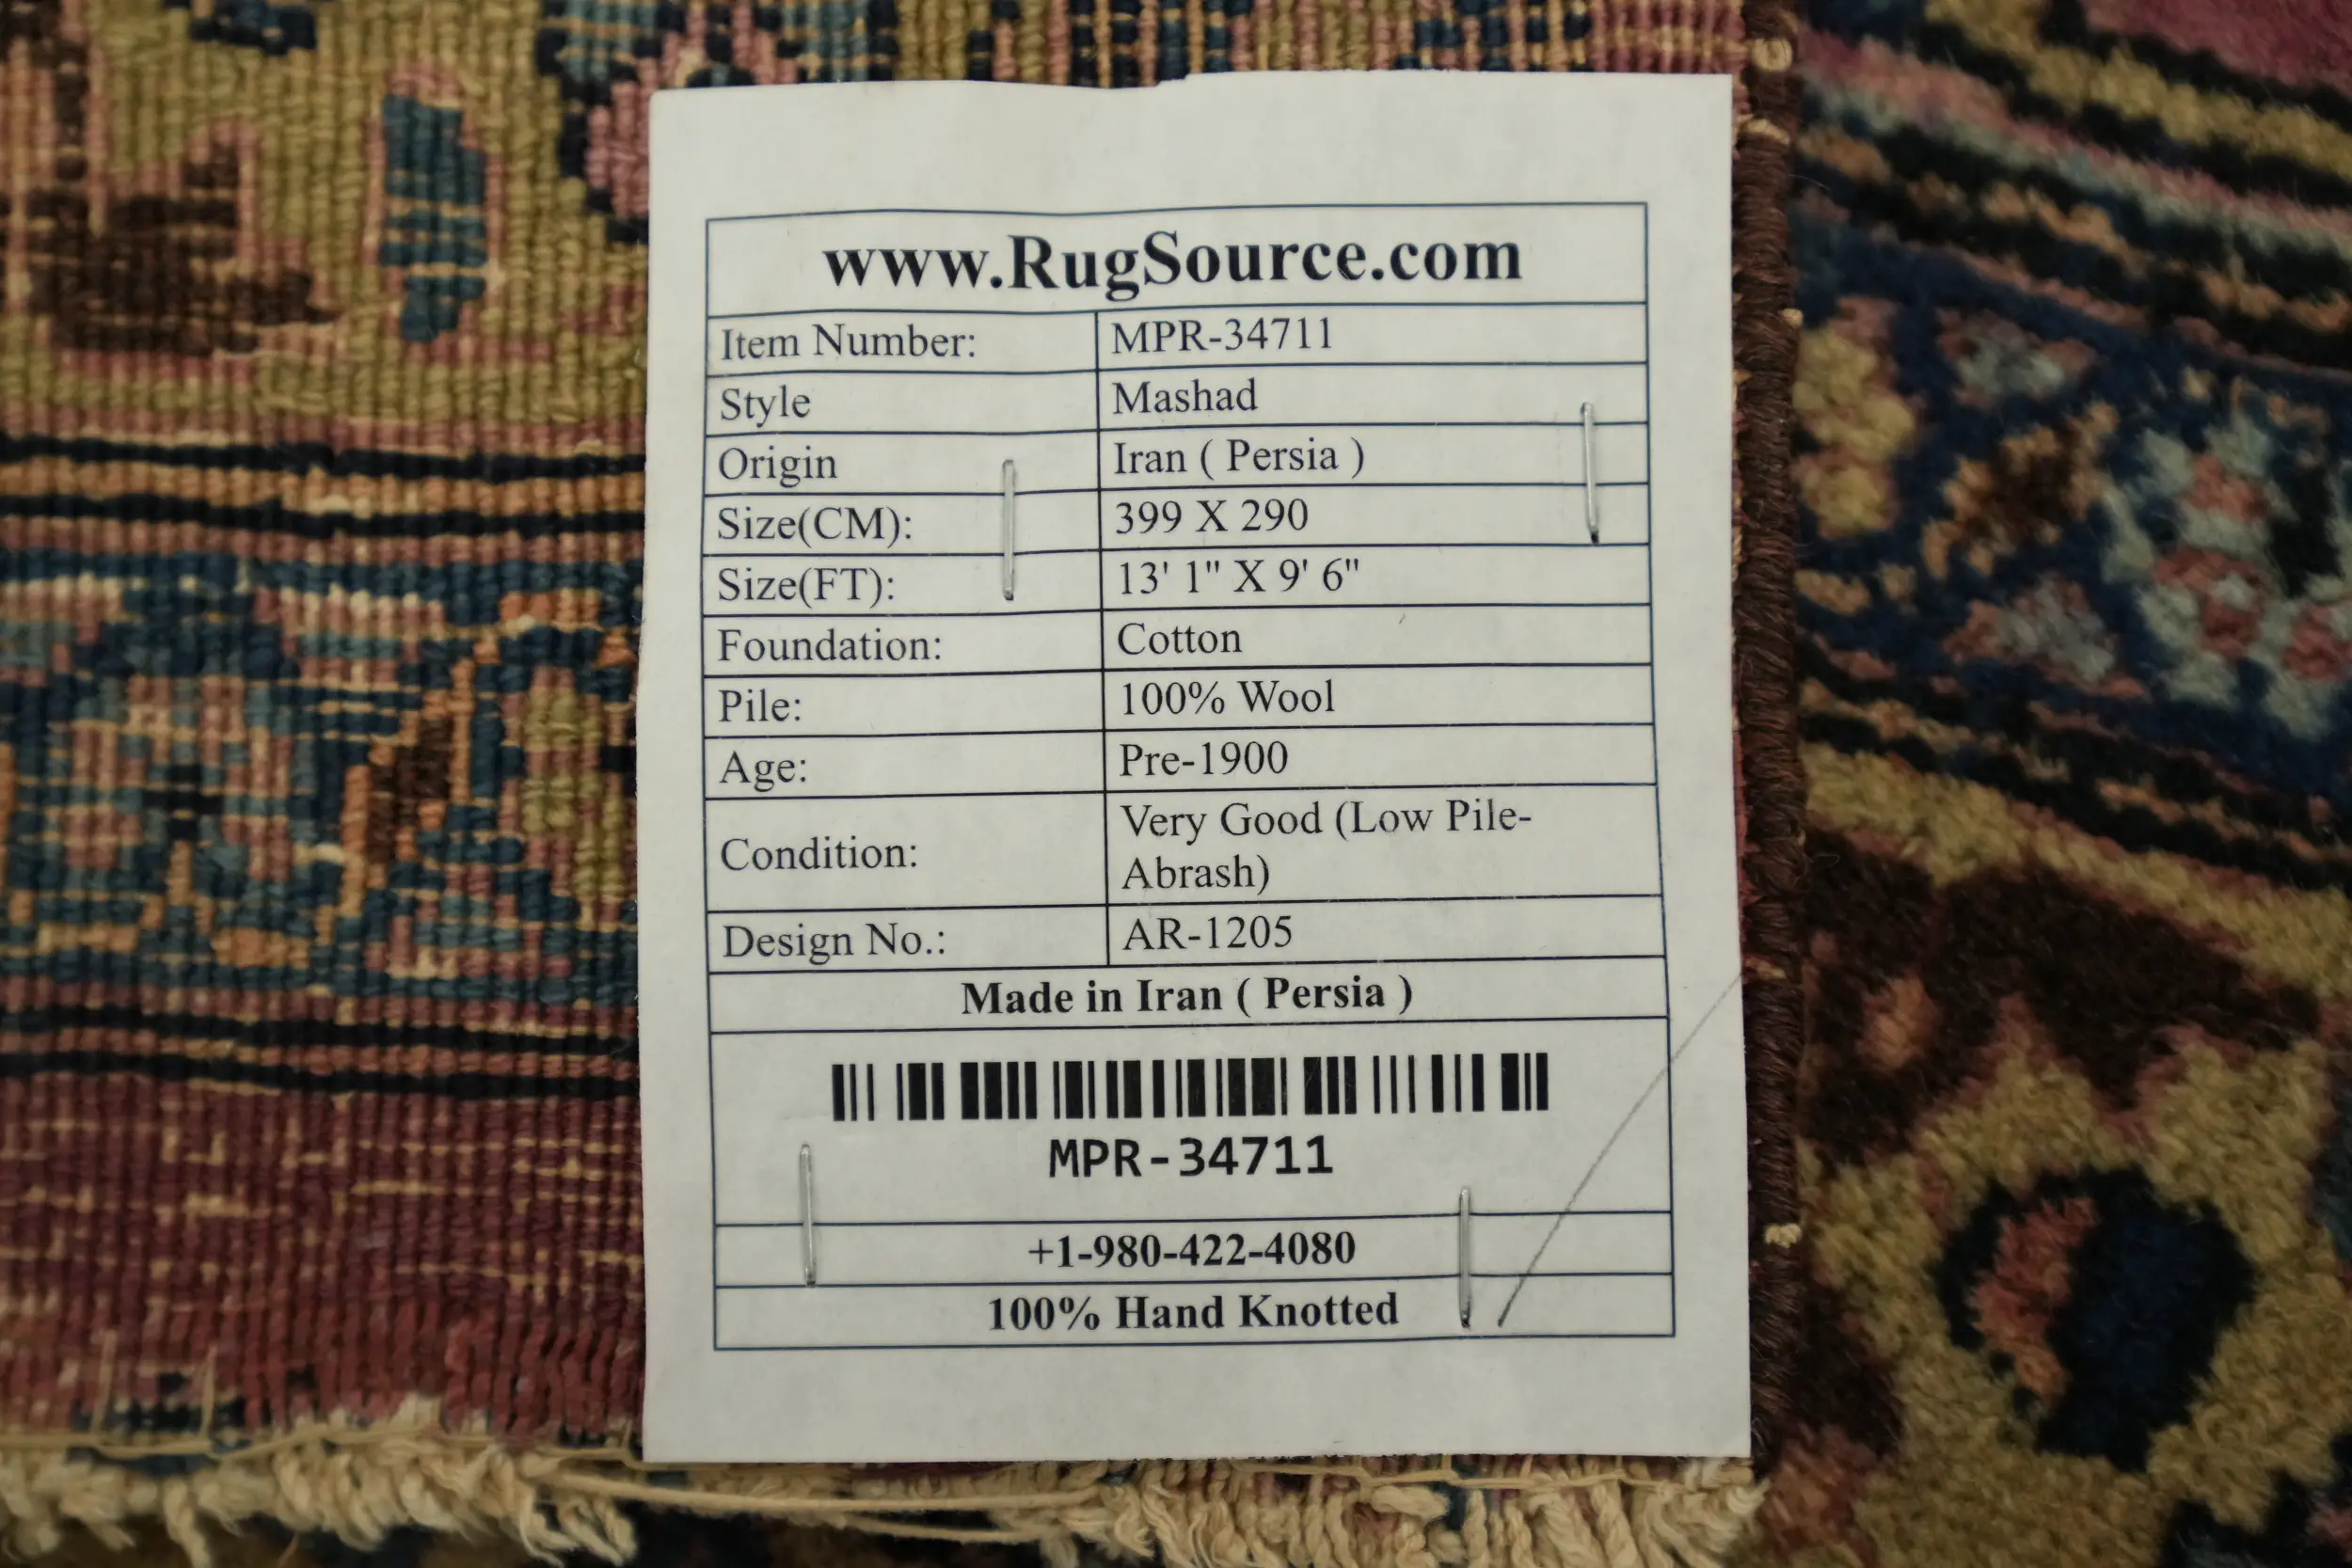 www.RugSource.com
Item Number: MPR-34711
Style Mashad
Origin Iran ( Persia )
Size(CM): 399 X 290
Size(FT): 13' 1" X 9' 6"
Foundation: Cotton
Pile: 100% Wool
Age: Pre-1900
Condition: Very Good (Low Pile-
Abrash)
Design No.: AR-1205
Made in Iran ( Persia )
MPR-34711
+1-980-422-4080
100% Hand Knotted